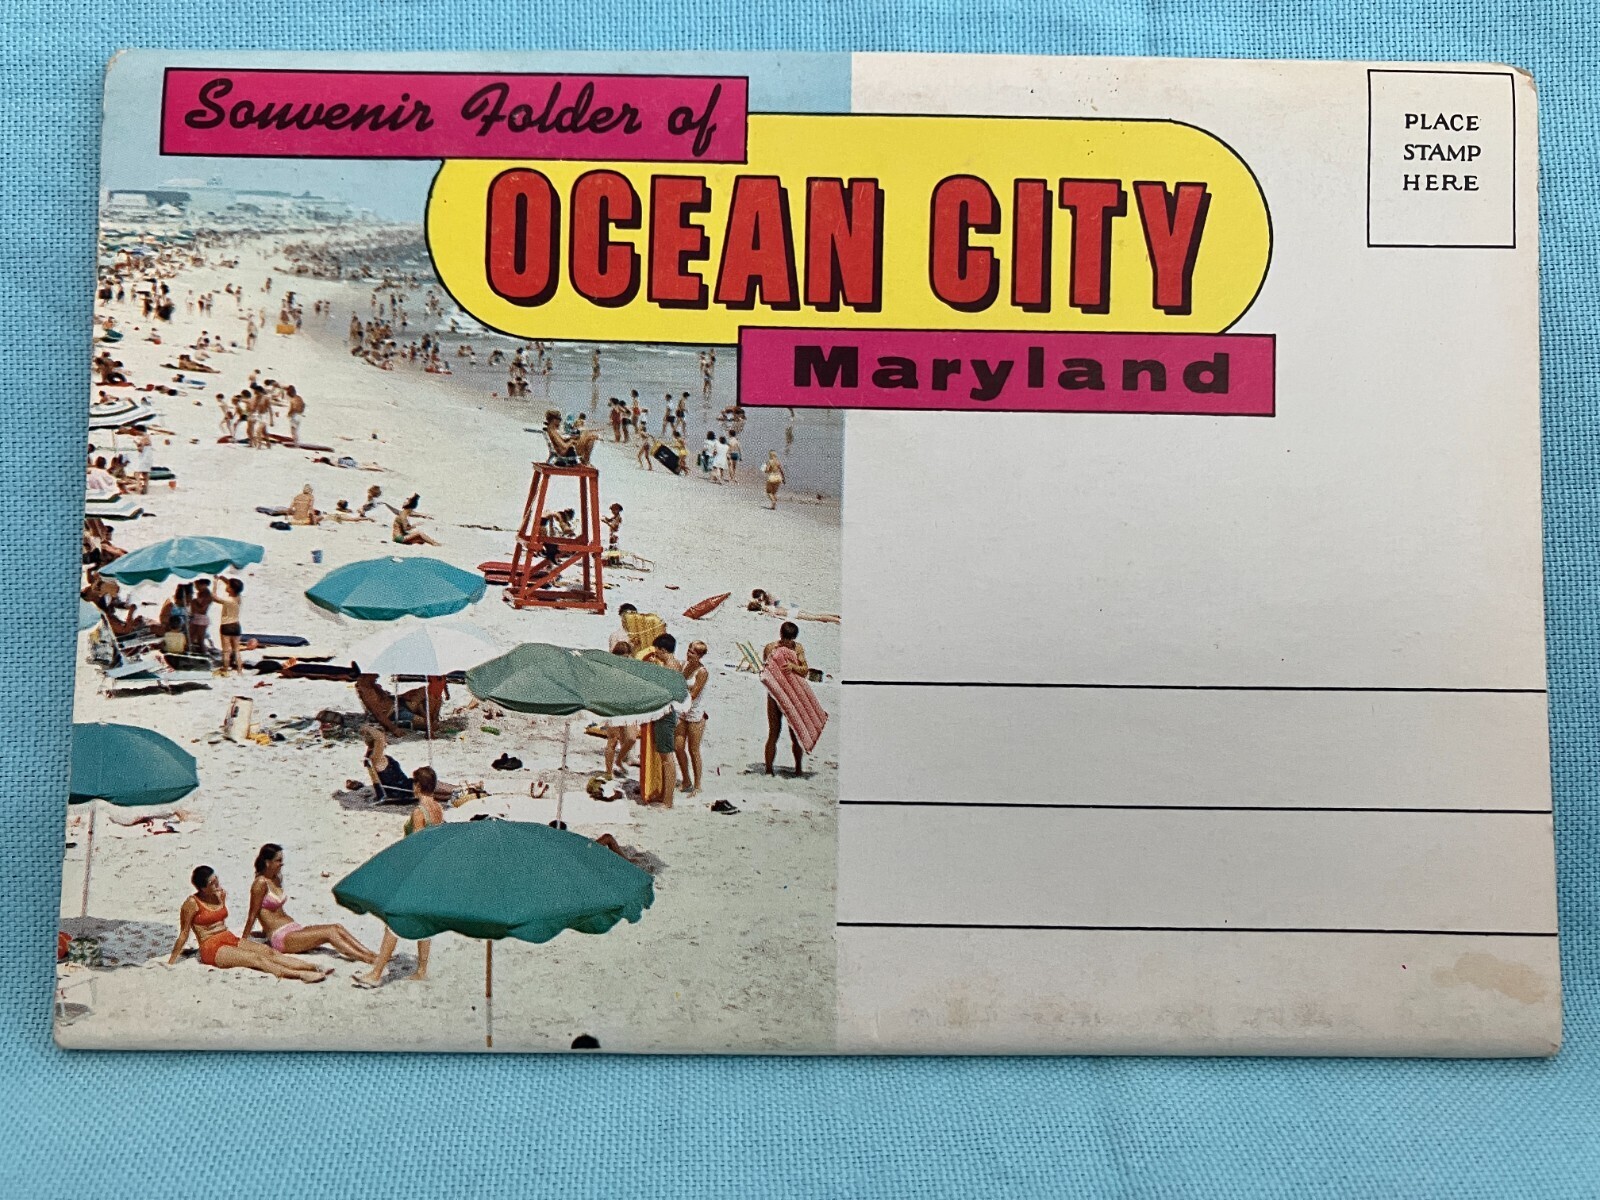 Souvenir Folder of
OCEAN CITY
Maryland
PLACE
STAMP
HERE